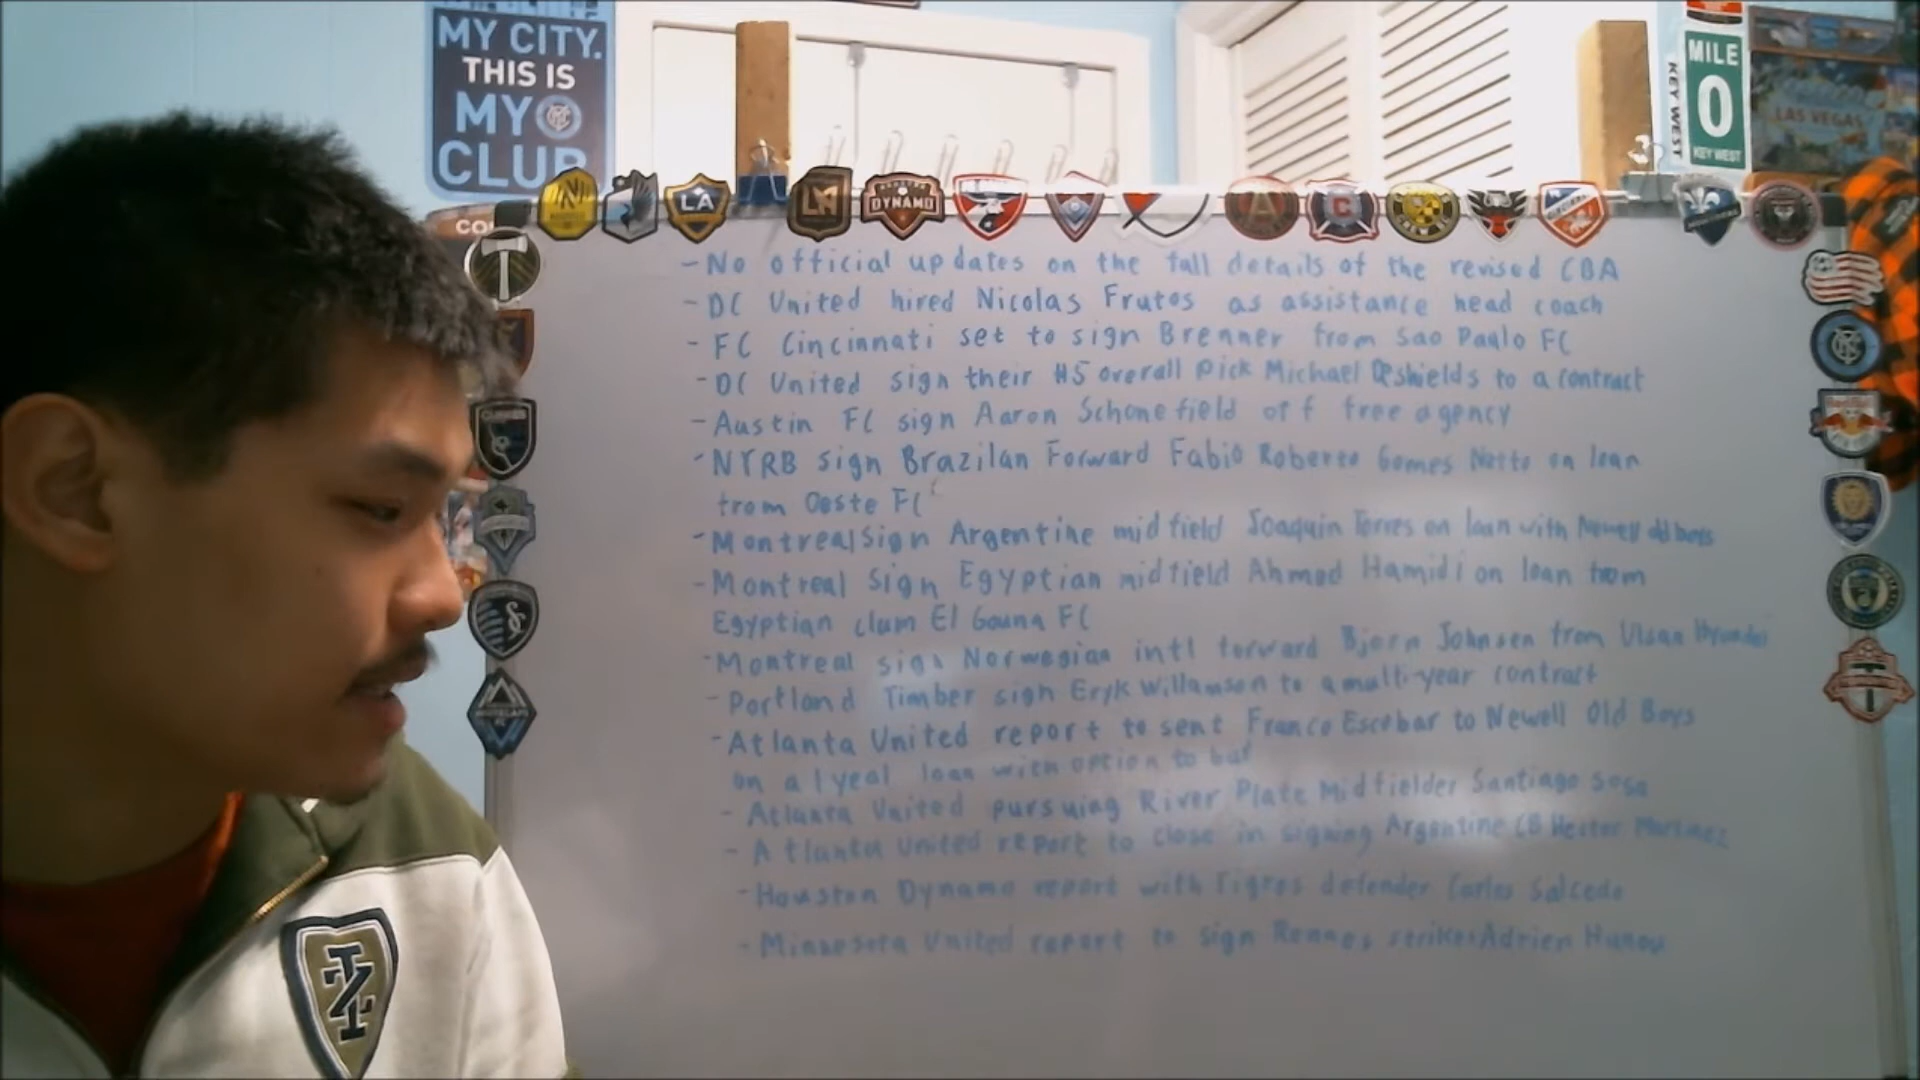 MY CITY.
THIS IS
MY
CLUB
MILE
0
KEY WEST
KEY WEST
LAS VEGAS
COL
LA
DYNAMO
- No official updates on the full details of the revised CBA
- DC United hired Nicolas Frutos as assistance head coach
- FC Cincinnati set to sign Brenner from Sao Paulo FC
- DC United sign their #5 overall pick Michael Deshields to a contract
- Austin FC sign Aaron Schonefield off free agency
- NYRB sign Brazilan Forward Fabio Roberto Gomes Netto on loan
from Oeste FC
- Montreal sign Argentine midfield Joaquin Torres on loan with Newell old boys
- Montreal Sign Egyptian midfield Ahmed Hamidi on loan from
Egyptian clum El Gouna FC
- Montreal sign Norwegian int'l forward Bjorn Johnsen from Ulsan Hyundai
- Portland Timber sign Eryk Willamson to a multi-year contract
- Atlanta United report to sent Franco Escobar to Newell Old Boys
on a 1 year loan with option to buy
- Atlanta United pursuing River Plate Midfielder Santiago Sosa
- Atlanta United report to close in signing Argentine CB Hester Martinez
- Houston Dynamo report with Tigres defender Carlos Salcedo
- Minnesota United report to sign Rennes striker Adrien Hunou